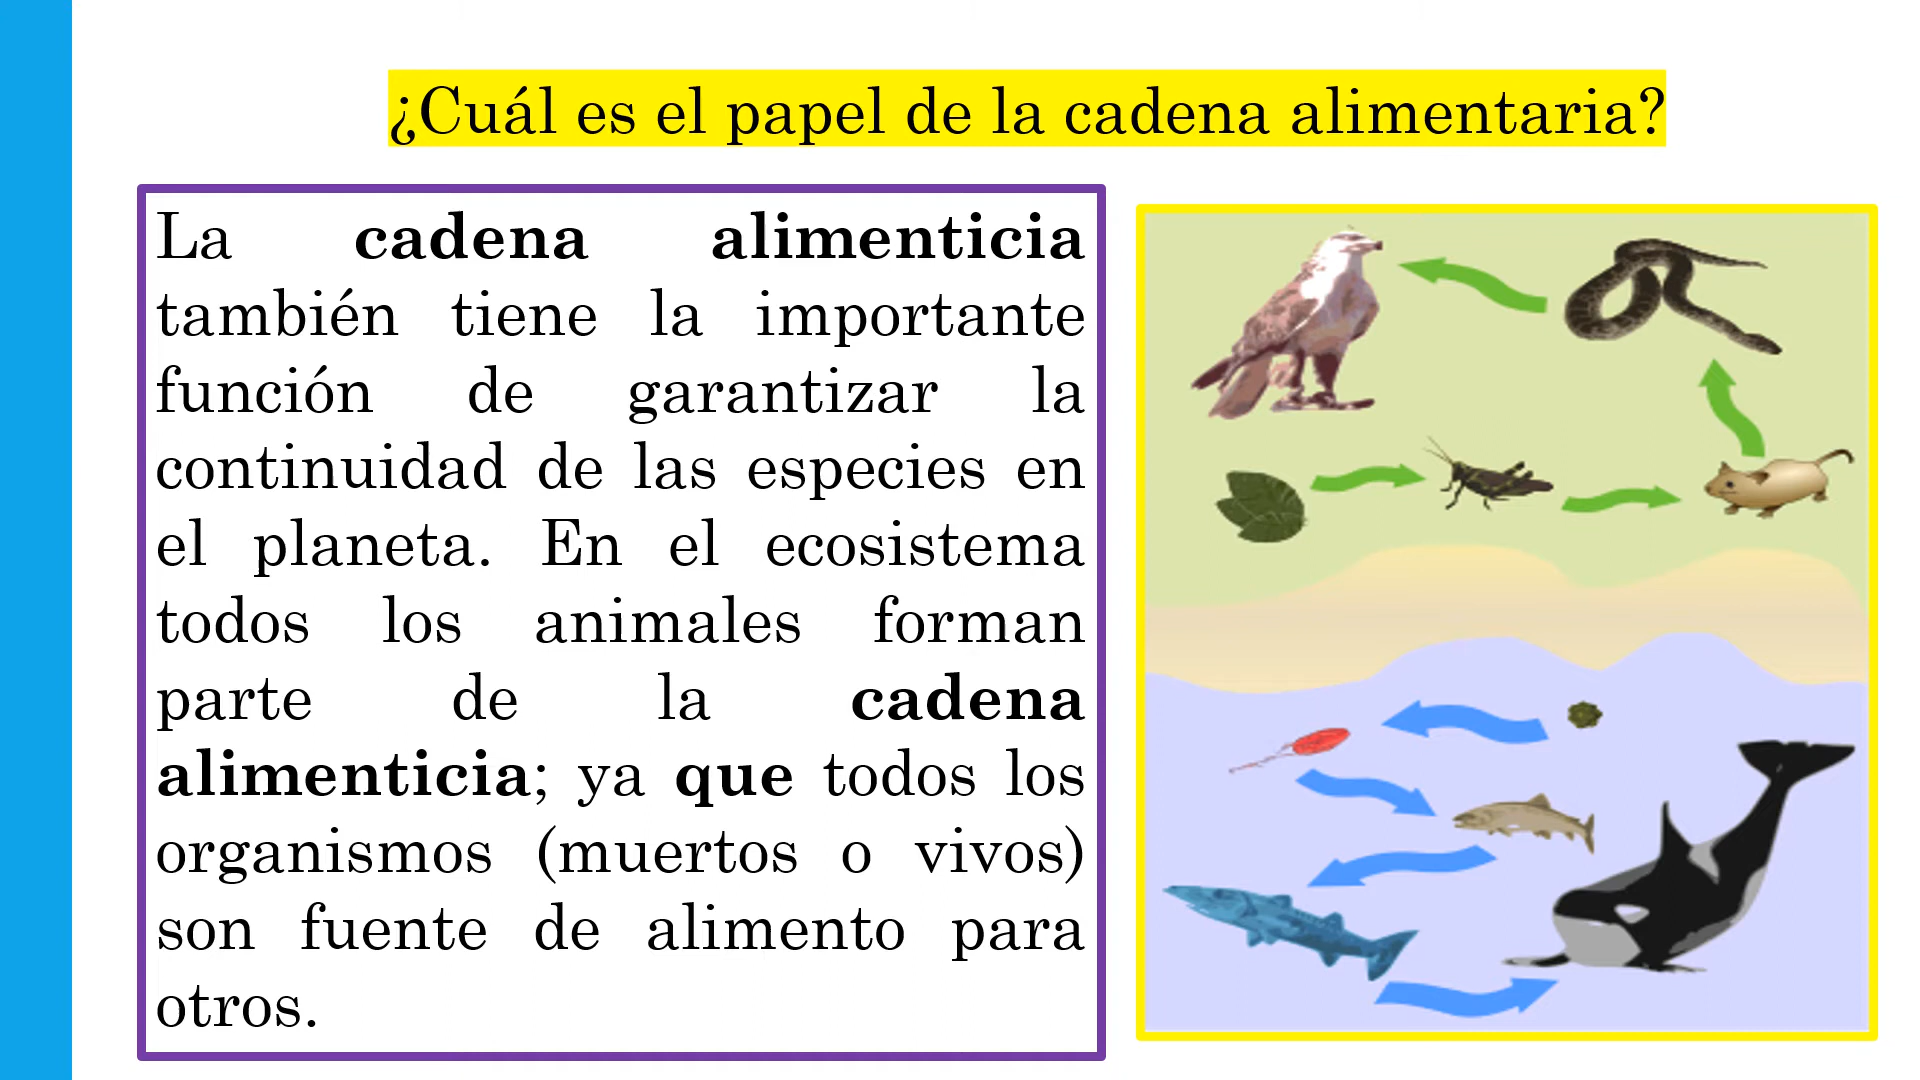 ¿Cuál es el papel de la cadena alimentaria?
La cadena alimenticia
también tiene la importante
función de garantizar la
continuidad de las especies en
el planeta. En el ecosistema
todos los animales forman
parte de la cadena
alimenticia; ya que todos los
organismos (muertos o vivos)
son fuente de alimento para
otros.